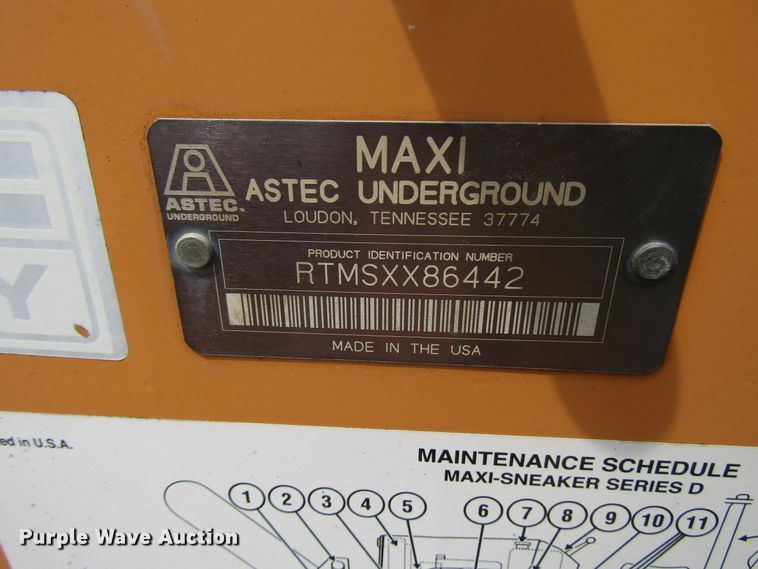 MAXI
ASTEC UNDERGROUND
ASTEC
UNDERGROUND
LOUDON, TENNESSEE 37774
PRODUCT IDENTIFICATION NUMBER
RTMSXX86442
MADE IN THE USA
Y
ed in U.S.A.
MAINTENANCE SCHEDULE
MAXI-SNEAKER SERIES D
1 2 3 4 5 6 7 8 9 10 11
Purple Wave Auction